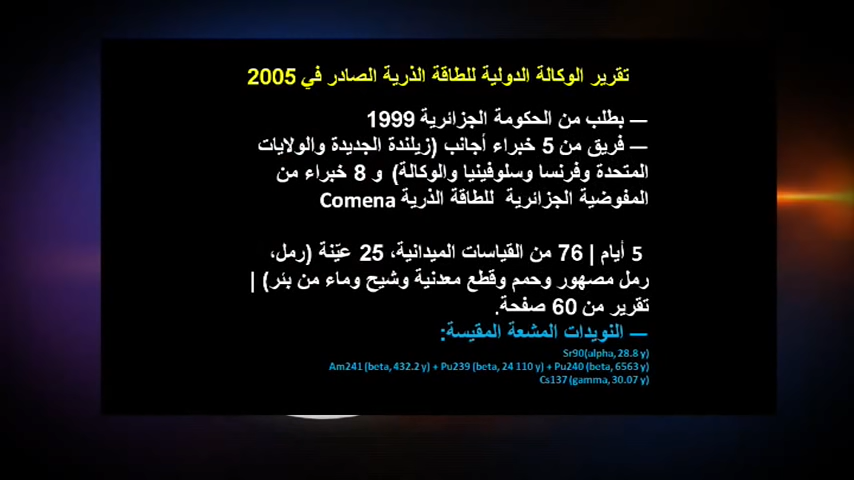 تقرير الوكالة الدولية للطاقة الذرية الصادر في 2005
— بطلب من الحكومة الجزائرية 1999
— فريق من 5 خبراء أجانب (زيلندة الجديدة والولايات
المتحدة وفرنسا وسلوفينيا والوكالة) و 8 خبراء من
المفوضية الجزائرية للطاقة الذرية Comena
5 أيام | 76 من القياسات الميدانية، 25 عيّنة (رمل،
رمل مصهور وحمم وقطع معدنية وشيح وماء من بئر) |
تقرير من 60 صفحة.
— النويدات المشعة المقيسة:
Sr90(alpha, 28.8 y)
Am241 (beta, 432.2 y) + Pu239 (beta, 24 110 y) + Pu240 (beta, 6563 y)
Cs137 (gamma, 30.07 y)